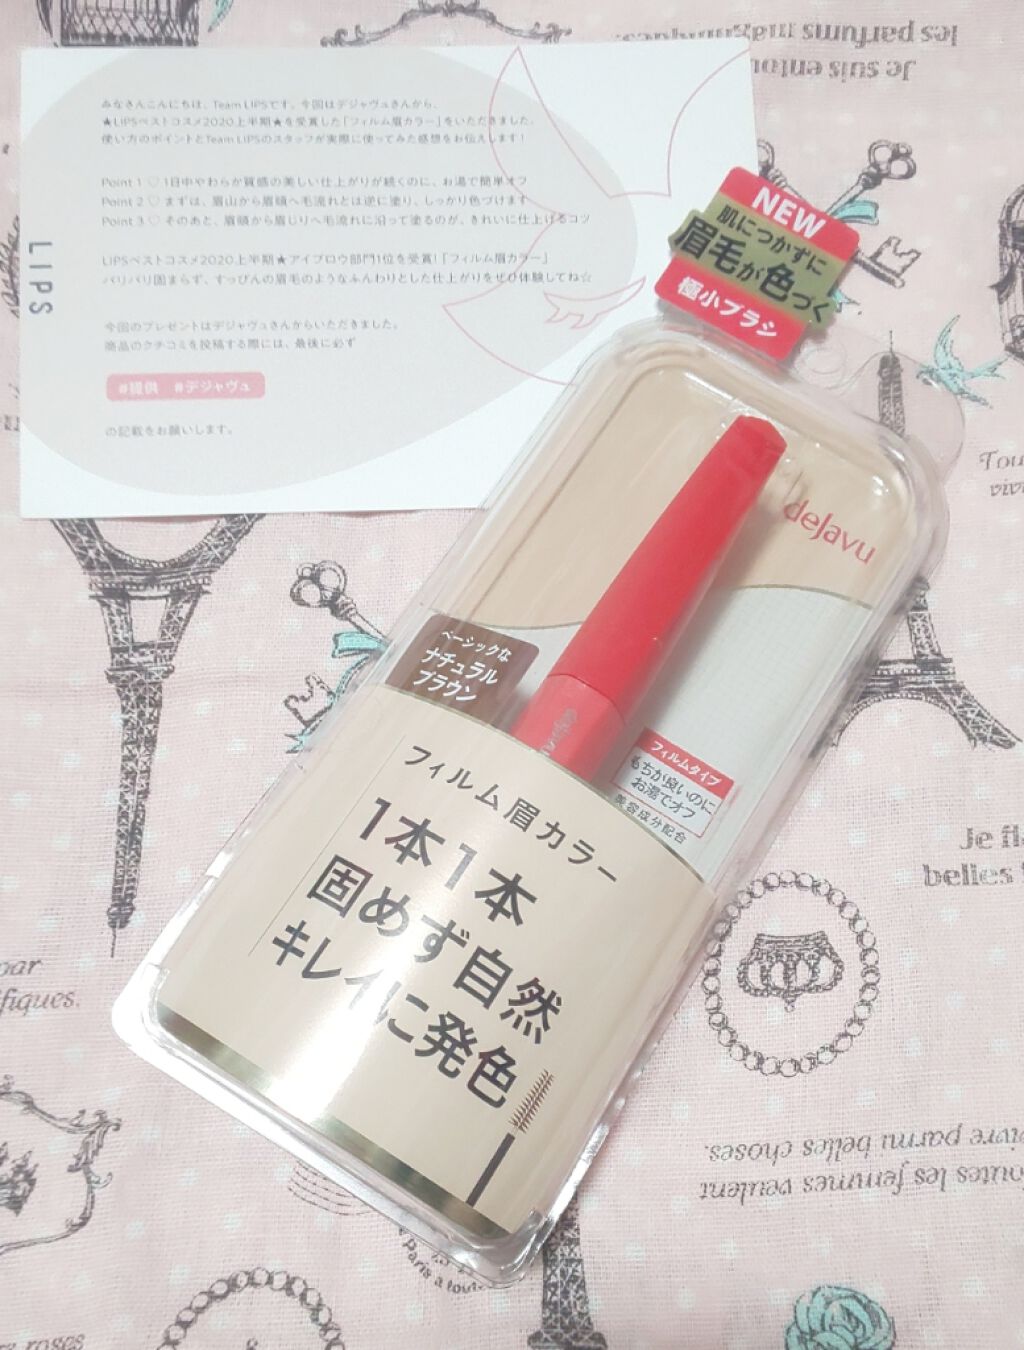 みなさんこんにちは、Team LIPSです。今回はデジャヴュさんから、
★LIPSベストコスメ2020上半期★を受賞した「フィルム眉カラー」をいただきました。
使い方のポイントとTeam LIPSのスタッフが実際に使ってみた感想をお伝えします!
Point 1 ♡ 1日中やわらか質感の美しい仕上がりが続くのに、お湯で簡単オフ
Point 2 ♡ まずは、眉山から眉頭へ毛流れとは逆に塗り、しっかり色づけます
Point 3 ♡ そのあと、眉頭から眉じりへ毛流れに沿って塗るのが、きれいに仕上げるコツ
LIPSベストコスメ2020上半期★アイブロウ部門1位を受賞!「フィルム眉カラー」
バリバリ固まらず、すっぴんの眉毛のようなふんわりとした仕上がりをぜひ体験してね☆
今回のプレゼントはデジャヴュさんからいただきました。
商品のクチコミを投稿する際には、最後に必ず
#提供 #デジャヴュ
の記載をお願いします。
LIPS
NEW
肌につかずに
眉毛が色づく
極小ブラシ
dejavu
ベーシックな
ナチュラル
ブラウン
フィルムタイプ
もちが良いのに
お湯でオフ
美容成分配合
フィルム眉カラー
1本1本
固めず自然
キレイに発色
les parfums
Je suis
Je fl
belles
par
fiques.
vivre parmi belles choses.
Toutes les femmes veulent
Paris a tou
roses